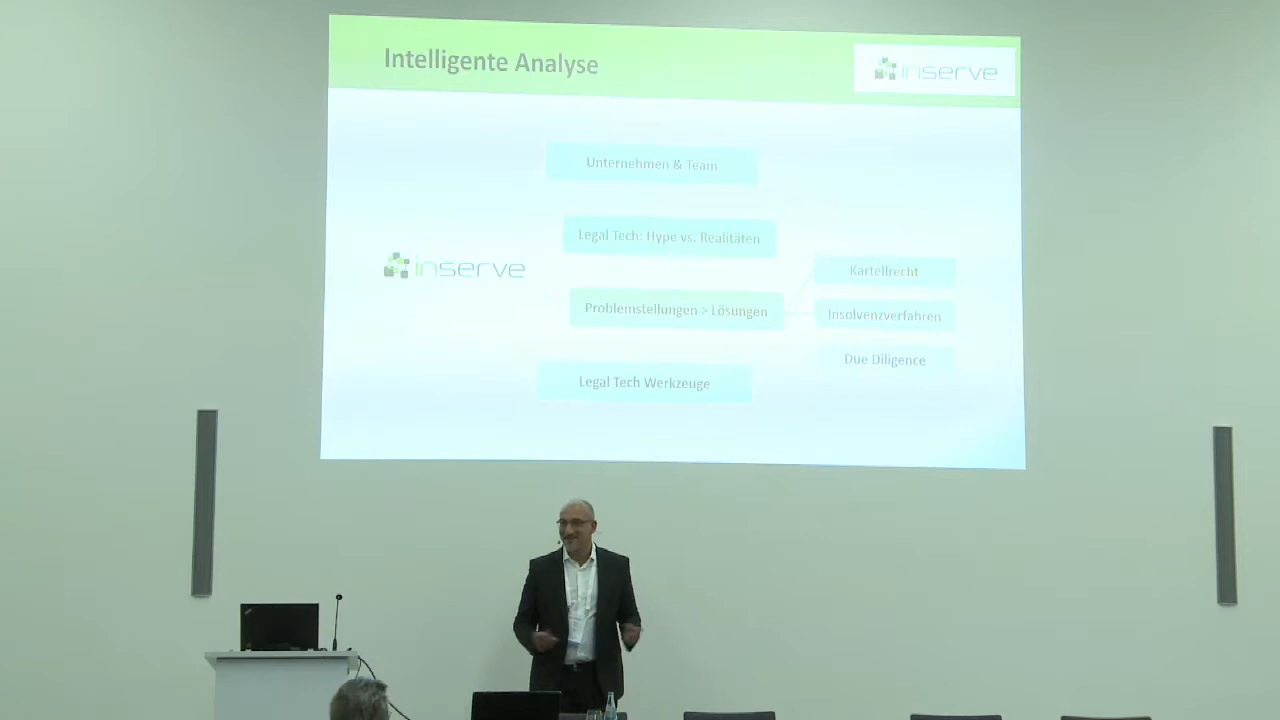 Intelligente Analyse
inserve
Unternehmen & Team
Legal Tech: Hype vs. Realitäten
inserve
Kartellrecht
Problemstellungen > Lösungen
Insolvenzverfahren
Due Diligence
Legal Tech Werkzeuge